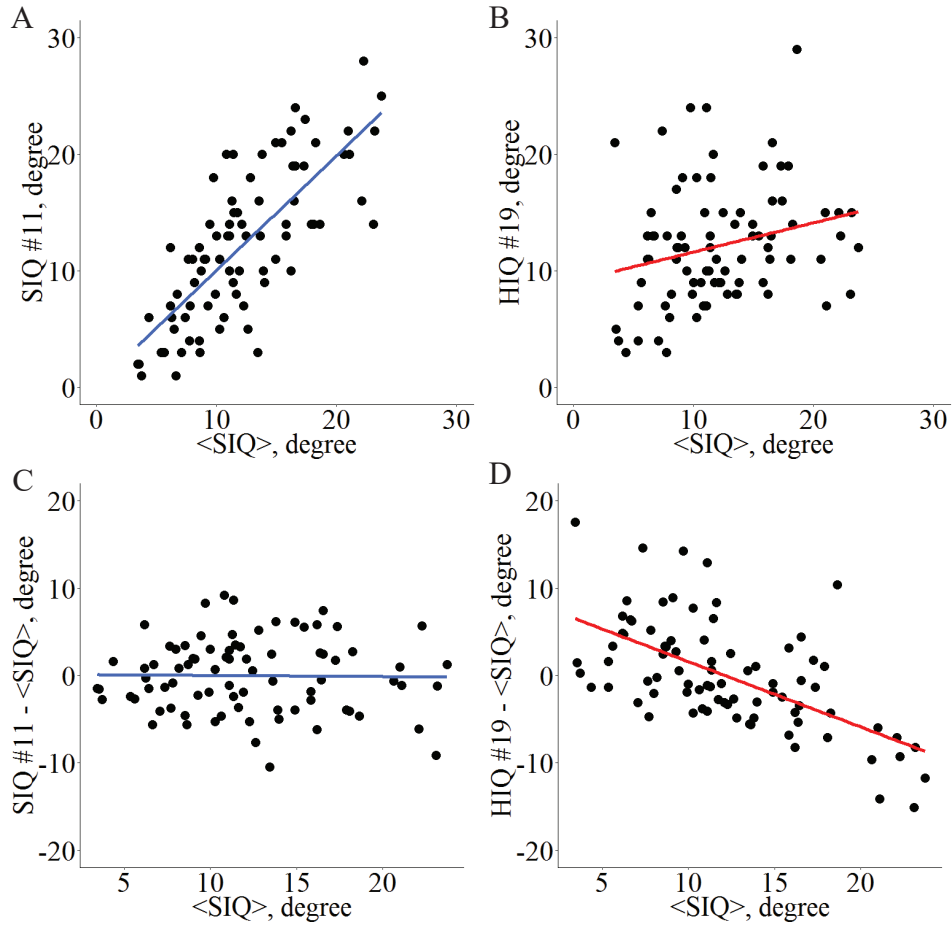 A
SIQ #11, degree
30
20
10
0
0 10 20 30
<SIQ>, degree
B
HIQ #19, degree
30
20
10
0
0 10 20 30
<SIQ>, degree
C
SIQ #11 - <SIQ>, degree
20
10
0
-10
-20
5 10 15 20
<SIQ>, degree
D
HIQ #19 - <SIQ>, degree
20
10
0
-10
-20
5 10 15 20
<SIQ>, degree